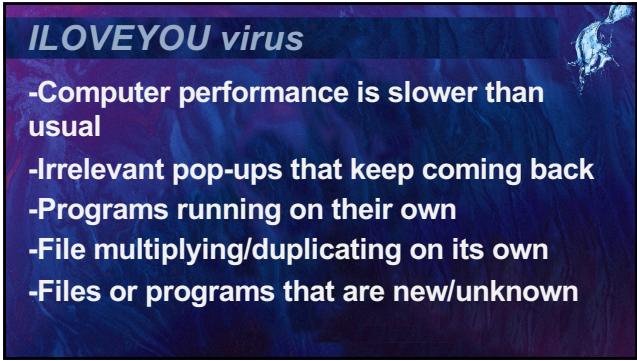 ILOVEYOU virus
-Computer performance is slower than
usual
-Irrelevant pop-ups that keep coming back
-Programs running on their own
-File multiplying/duplicating on its own
-Files or programs that are new/unknown